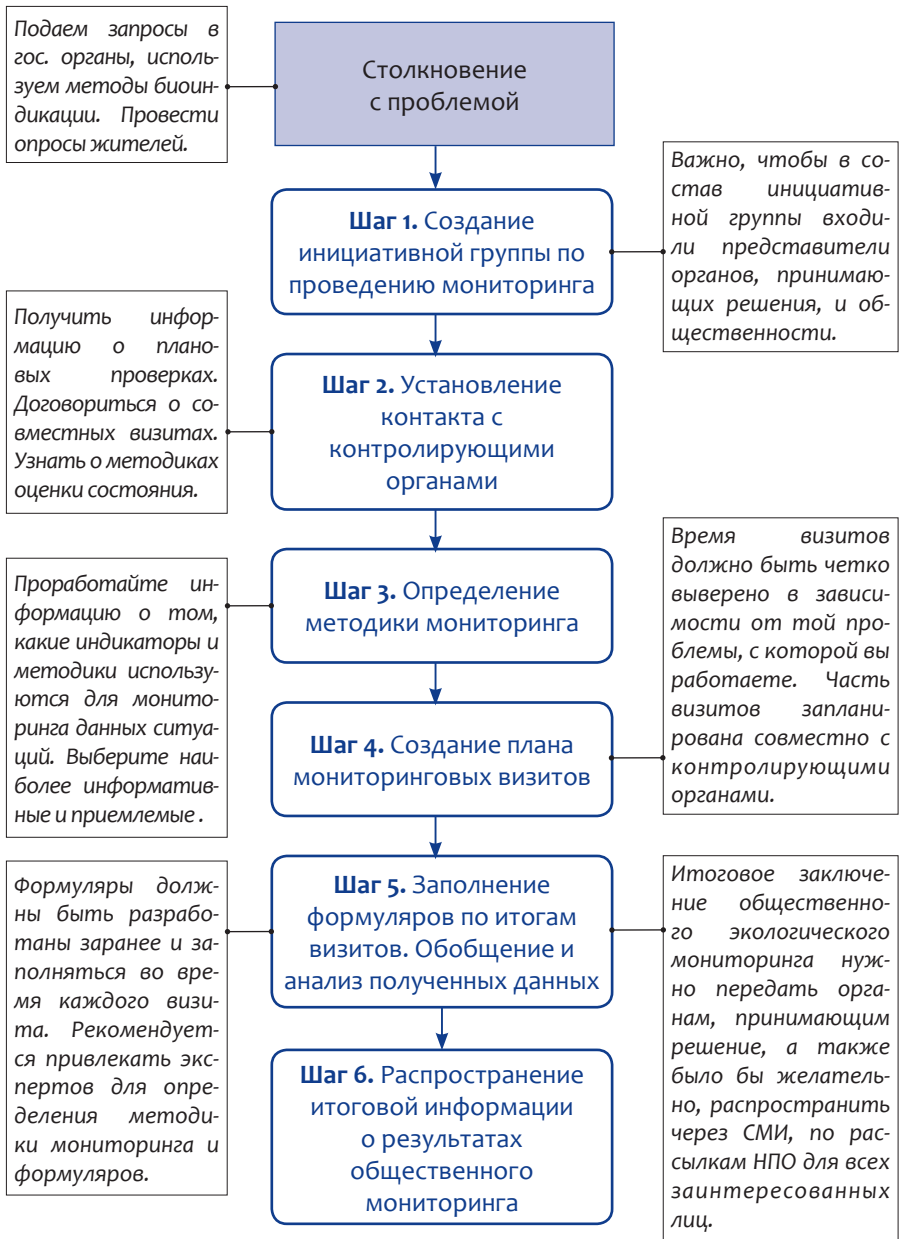 Подаем запросы в
гос. органы, исполь-
зуем методы биоин-
дикации. Провести
опросы жителей.
Столкновение
с проблемой
Шаг 1. Создание
инициативной группы по
проведению мониторинга
Важно, чтобы в со-
став инициатив-
ной группы входи-
ли представители
органов, принимаю-
щих решения, и об-
щественности.
Получить инфор-
мацию о плано-
вых проверках.
Договориться о со-
вместных визитах.
Узнать о методиках
оценки состояния.
Шаг 2. Установление
контакта с
контролирующими
органами
Проработайте ин-
формацию о том,
какие индикаторы и
методики использу-
ются для монито-
ринга данных ситуа-
ций. Выберите наи-
более информатив-
ные и приемлемые .
Шаг 3. Определение
методики мониторинга
Время визитов
должно быть четко
выверено в зависи-
мости от той про-
блемы, с которой вы
работаете. Часть
визитов заплани-
рована совместно с
контролирующими
органами.
Шаг 4. Создание плана
мониторинговых визитов
Формуляры долж-
ны быть разрабо-
таны заранее и за-
полняться во вре-
мя каждого визи-
та. Рекомендует-
ся привлекать экс-
пертов для опре-
деления методи-
ки мониторинга и
формуляров.
Шаг 5. Заполнение
формуляров по итогам
визитов. Обобщение и
анализ полученных данных
Итоговое заключе-
ние общественно-
го экологического
мониторинга нуж-
но передать орга-
нам, принимающим
решение, а также
было бы желатель-
но, распространить
через СМИ, по рас-
сылкам НПО для всех
заинтересованных
лиц.
Шаг 6. Распространение
итоговой информации
о результатах
общественного
мониторинга